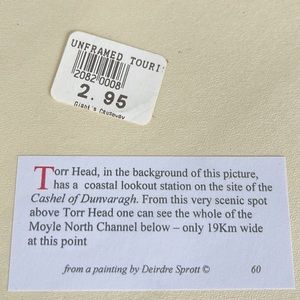 UNFRAMED TOURI
2082 0008
2.95
Giant's Causeway
Torr Head, in the background of this picture,
has a coastal lookout station on the site of the
Cashel of Dunvaragh. From this very scenic spot
above Torr Head one can see the whole of the
Moyle North Channel below – only 19Km wide
at this point
from a painting by Deirdre Sprott © 60